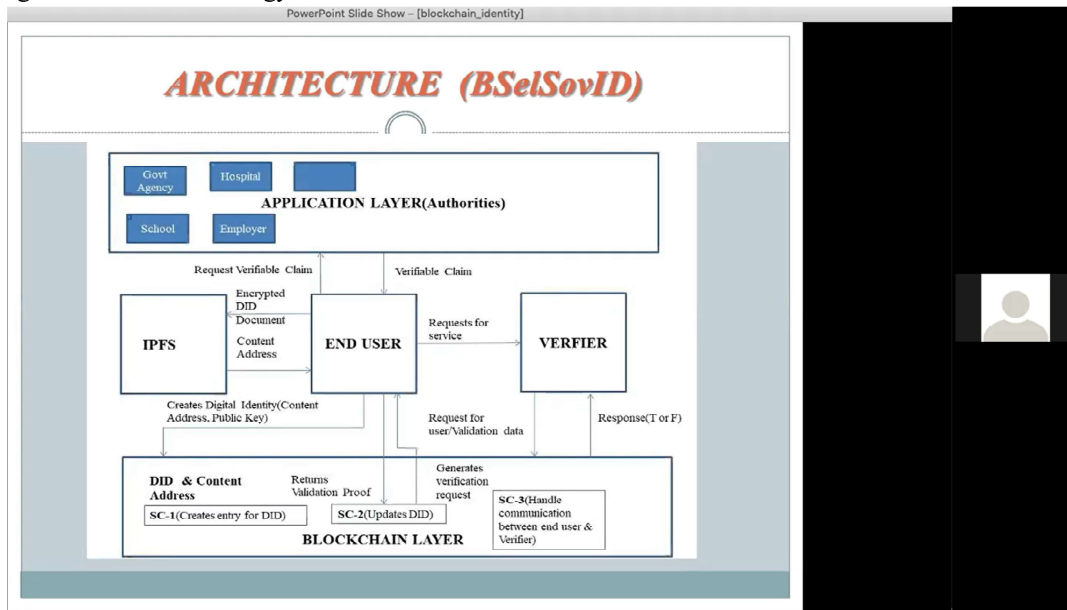 PowerPoint Slide Show – [blockchain_identity]
ARCHITECTURE (BSelSovID)
Govt
Agency
Hospital
APPLICATION LAYER(Authorities)
School
Employer
Request Verifiable Claim
Verifiable Claim
Encrypted
DID
Document
Content
Address
IPFS
END USER
Requests for
service
VERFIER
Creates Digital Identity(Content
Address, Public Key)
Request for
user/Validation data
Response(T or F)
DID & Content
Address
Returns
Validation Proof
Generates
verification
request
SC-1(Creates entry for DID)
SC-2(Updates DID)
SC-3(Handle
communication
between end user &
Verifier)
BLOCKCHAIN LAYER